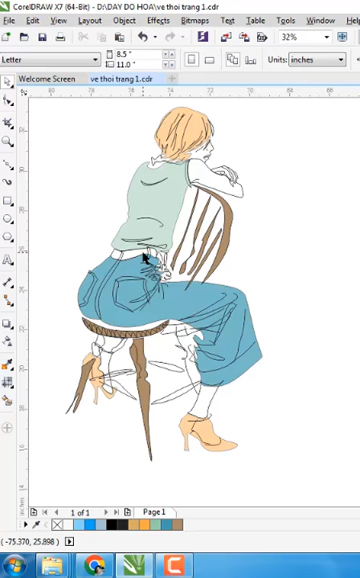 CorelDRAW X7 (64-Bit) - D:\DAY DO HOA\ve thoi trang 1.cdr
File Edit View Layout Object Effects Bitmaps Text Table Tools Window Help
32%
Letter 8.5 " Units: inches
11.0 "
Welcome Screen ve thoi trang 1.cdr
1 of 1 Page 1
(-75.370, 25.898)